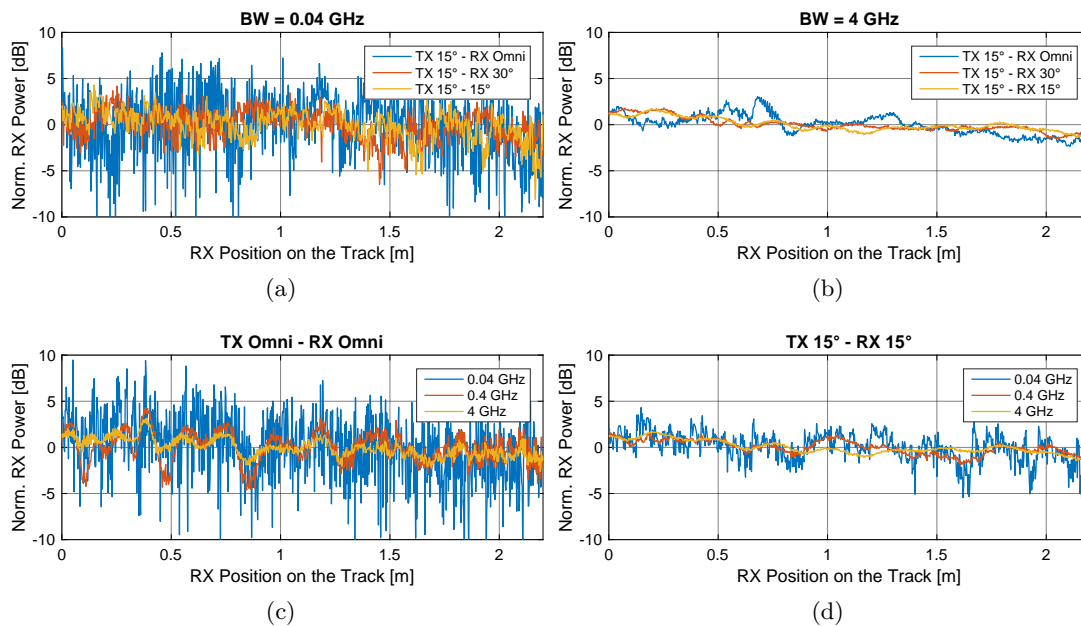 BW = 0.04 GHz
10
5
0
-5
-10
Norm. RX Power [dB]
TX 15° - RX Omni
TX 15° - RX 30°
TX 15° - 15°
0 0.5 1 1.5 2
RX Position on the Track [m]
(a)
BW = 4 GHz
10
5
0
-5
-10
Norm. RX Power [dB]
TX 15° - RX Omni
TX 15° - RX 30°
TX 15° - RX 15°
0 0.5 1 1.5 2
RX Position on the Track [m]
(b)
TX Omni - RX Omni
10
5
0
-5
-10
Norm. RX Power [dB]
0.04 GHz
0.4 GHz
4 GHz
0 0.5 1 1.5 2
RX Position on the Track [m]
(c)
TX 15° - RX 15°
10
5
0
-5
-10
Norm. RX Power [dB]
0.04 GHz
0.4 GHz
4 GHz
0 0.5 1 1.5 2
RX Position on the Track [m]
(d)